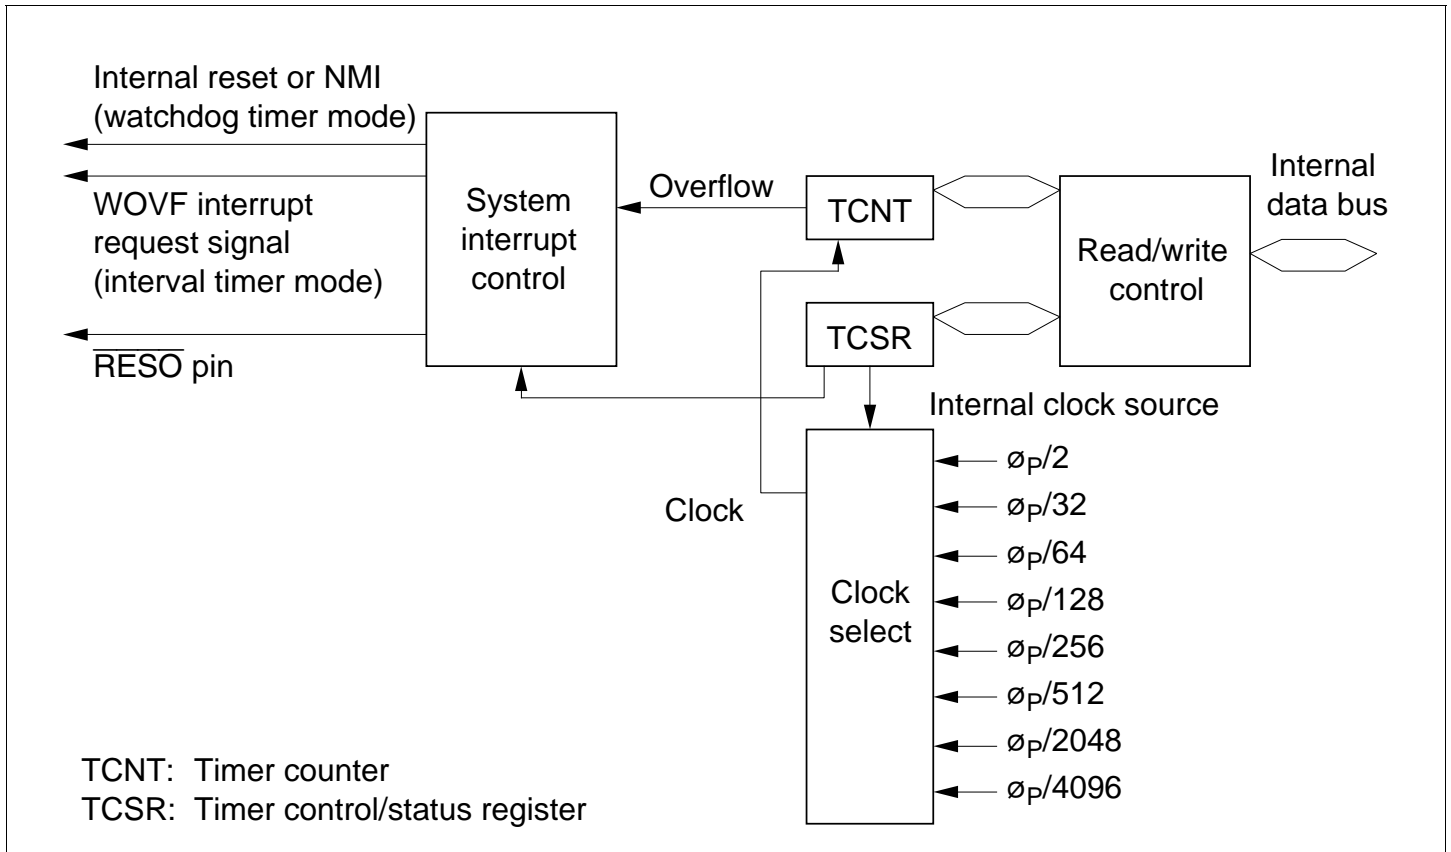 Internal reset or NMI
(watchdog timer mode)
WOVF interrupt
request signal
(interval timer mode)
RESO pin
System
interrupt
control
Overflow
TCNT
TCSR
Read/write
control
Internal
data bus
Internal clock source
Clock
Clock
select
øP/2
øP/32
øP/64
øP/128
øP/256
øP/512
øP/2048
øP/4096
TCNT: Timer counter
TCSR: Timer control/status register